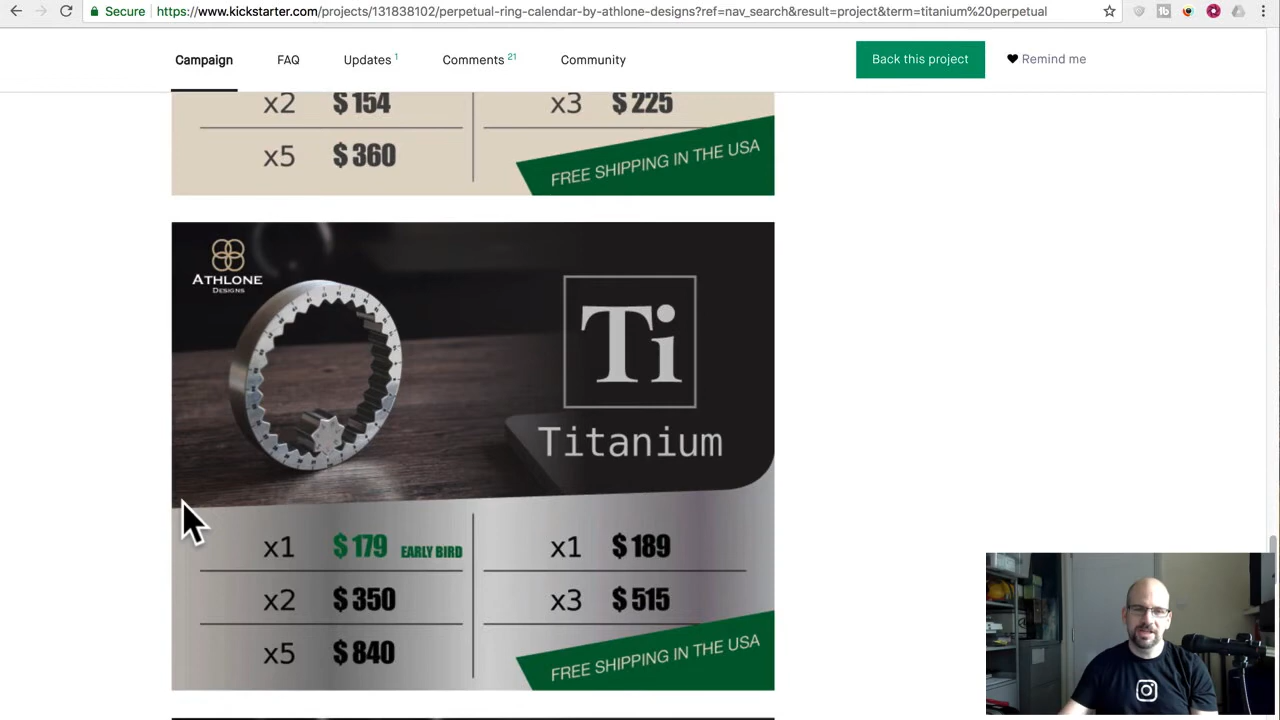 Secure https://www.kickstarter.com/projects/131838102/perpetual-ring-calendar-by-athlone-designs?ref=nav_search&result=project&term=titanium%20perpetual
Campaign FAQ Updates 1 Comments 21 Community Back this project Remind me
x2 $ 154 x3 $ 225
x5 $ 360
FREE SHIPPING IN THE USA
ATHLONE
DESIGNS
Ti
Titanium
x1 $ 179 EARLY BIRD x1 $ 189
x2 $ 350 x3 $ 515
x5 $ 840
FREE SHIPPING IN THE USA